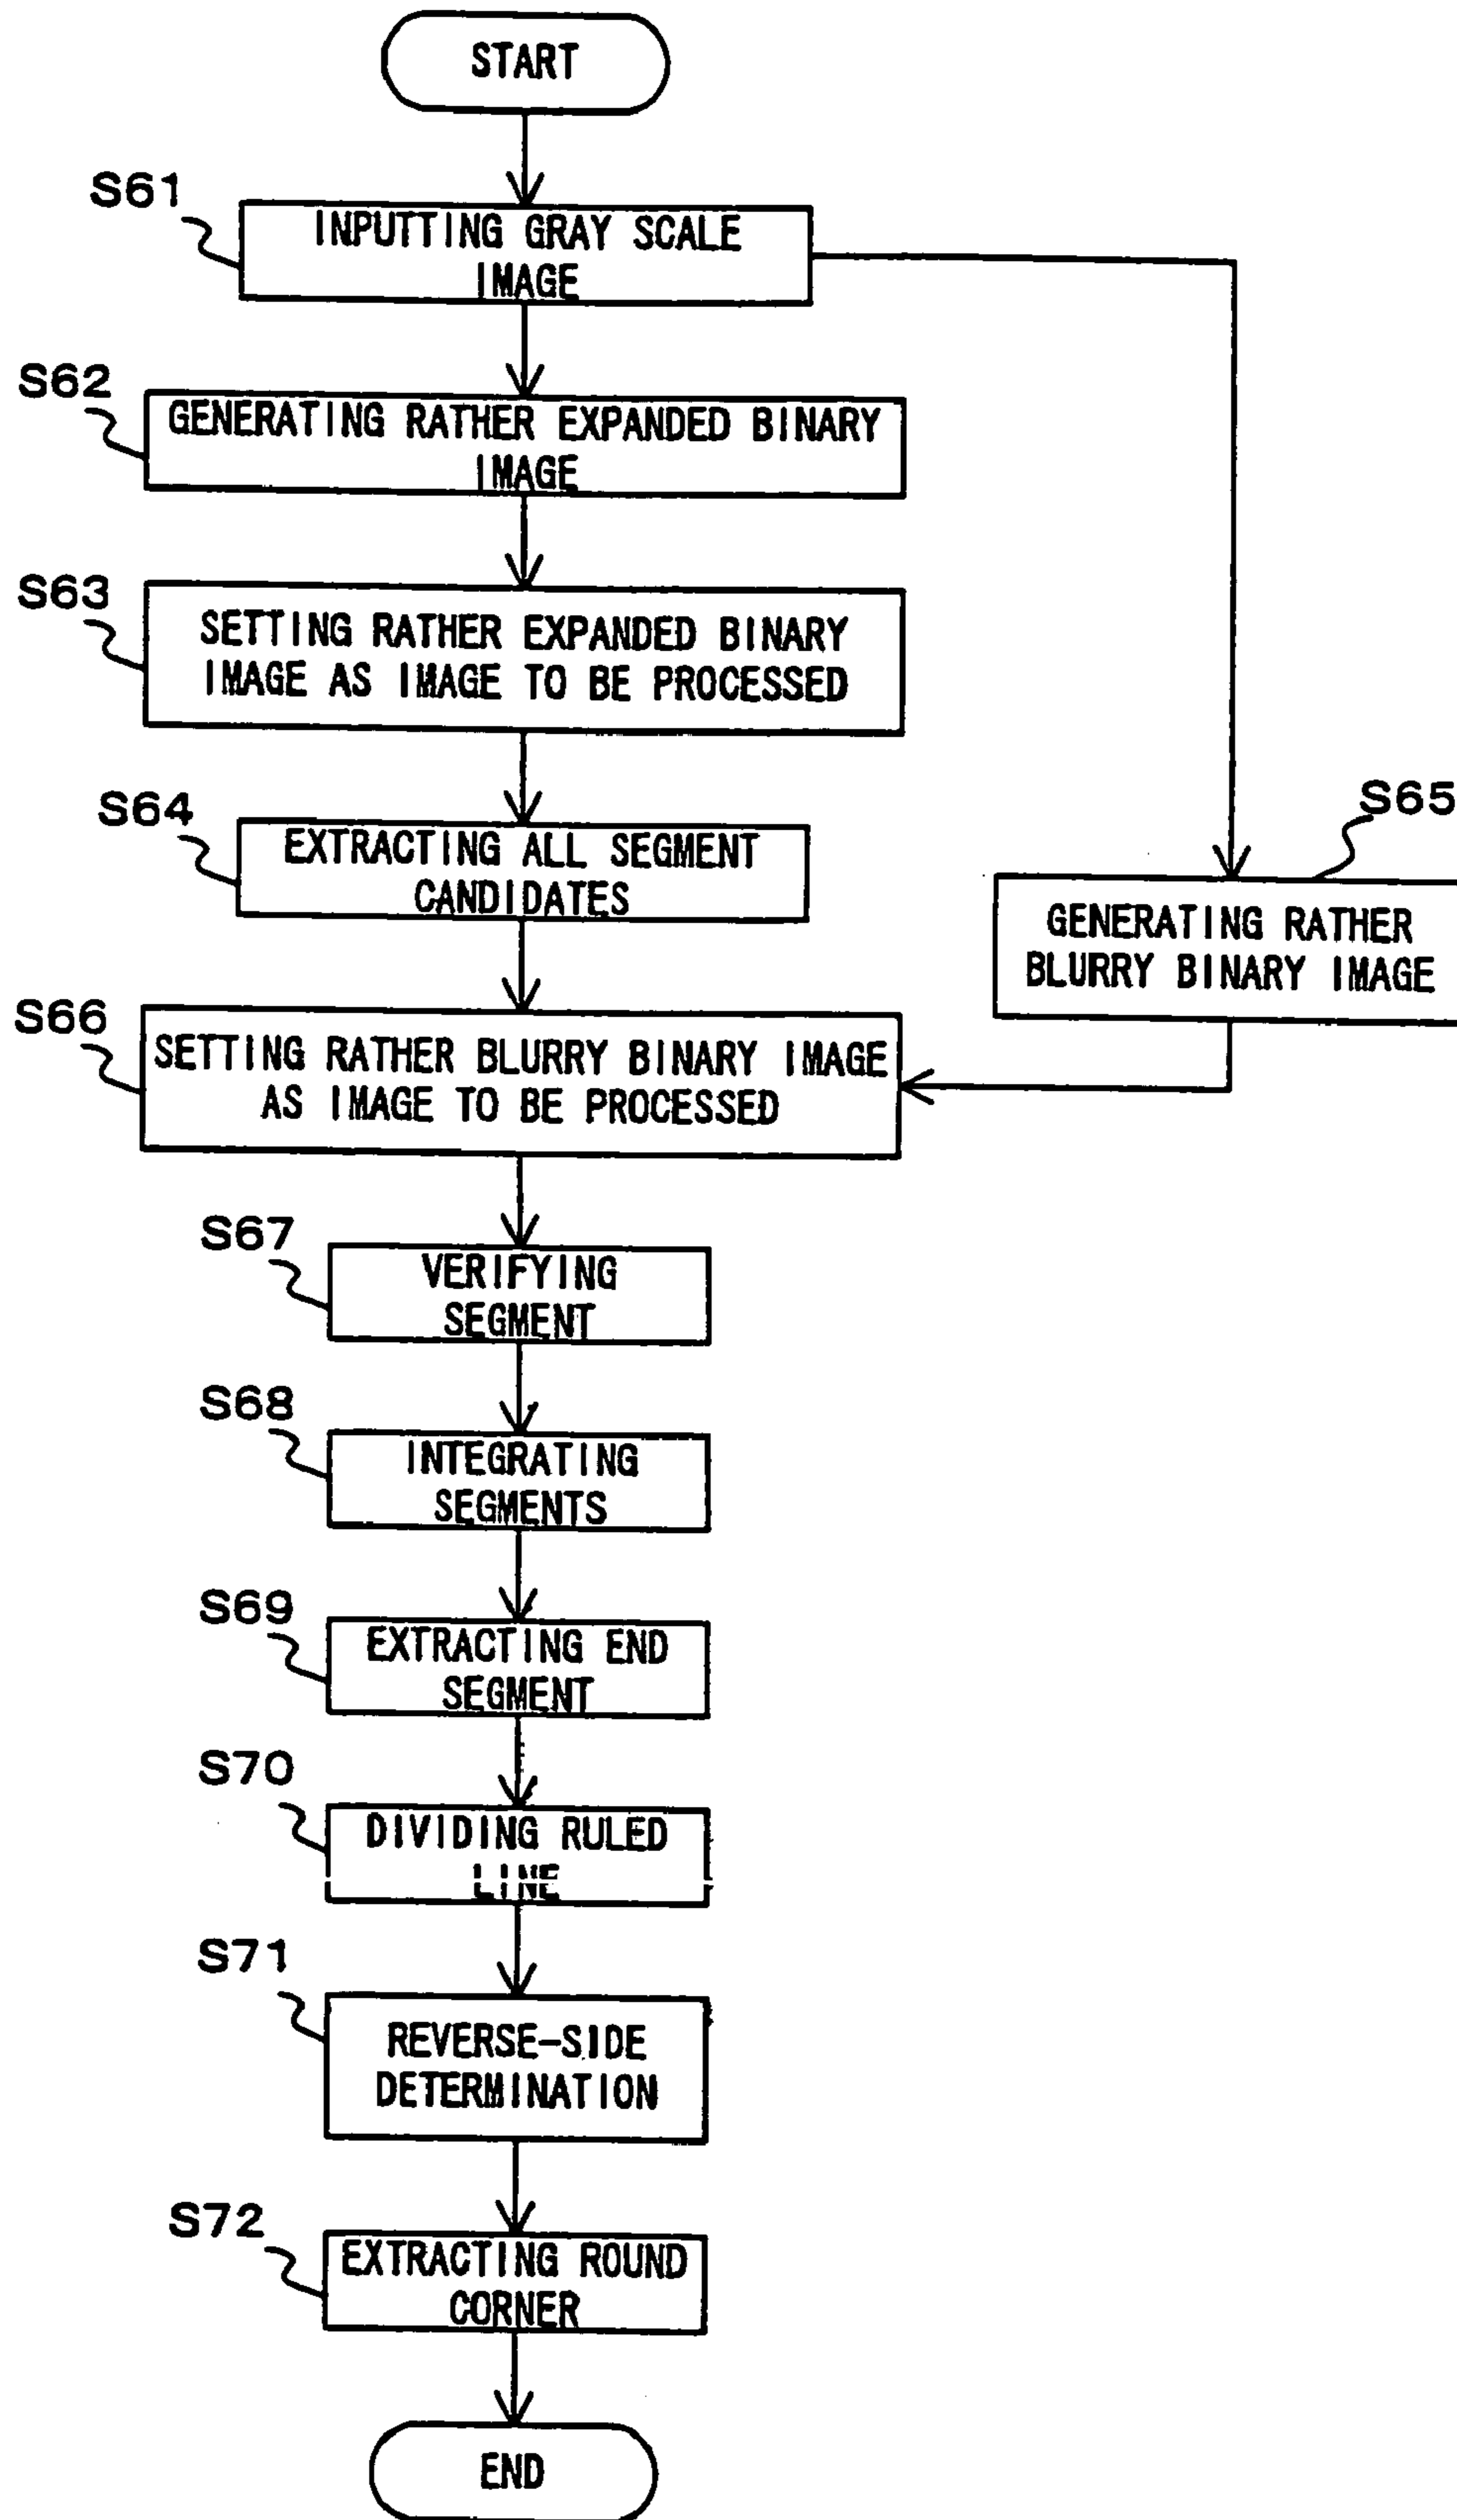 START
S61
INPUTTING GRAY SCALE
IMAGE
S62
GENERATING RATHER EXPANDED BINARY
IMAGE
S63
SETTING RATHER EXPANDED BINARY
IMAGE AS IMAGE TO BE PROCESSED
S64
EXTRACTING ALL SEGMENT
CANDIDATES
S65
GENERATING RATHER
BLURRY BINARY IMAGE
S66
SETTING RATHER BLURRY BINARY IMAGE
AS IMAGE TO BE PROCESSED
S67
VERIFYING
SEGMENT
S68
INTEGRATING
SEGMENTS
S69
EXTRACTING END
SEGMENT
S70
DIVIDING RULED
LINE
S71
REVERSE-SIDE
DETERMINATION
S72
EXTRACTING ROUND
CORNER
END